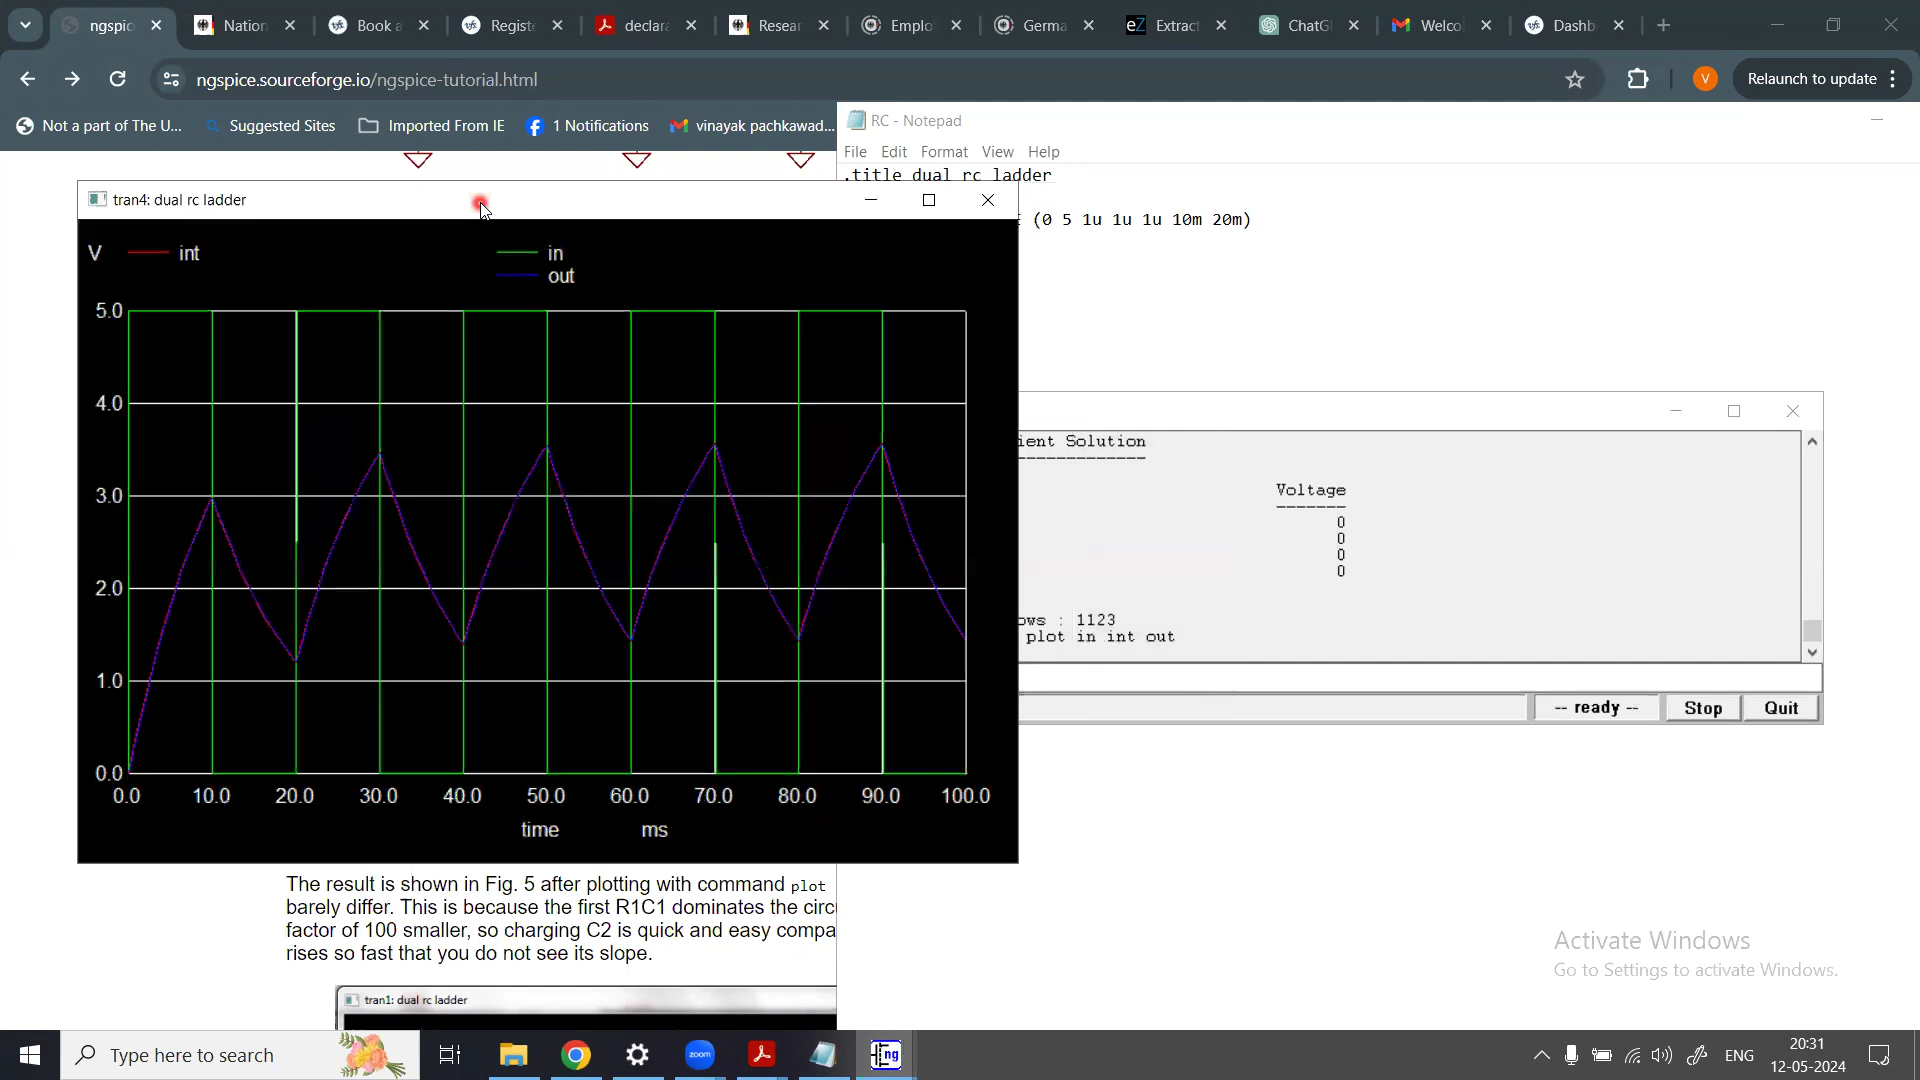 ngspic
Nation
Book a
Registe
declara
Resear
Emplo
Germa
eZ Extract
ChatG
Welco
Dashb
ngspice.sourceforge.io/ngspice-tutorial.html
V
Relaunch to update
Not a part of The U...
Suggested Sites
Imported From IE
1 Notifications
vinayak pachkawad...
RC - Notepad
File Edit Format View Help
.title dual rc ladder
(0 5 1u 1u 1u 10m 20m)
tran4: dual rc ladder
V int in
out
5.0
4.0
3.0
2.0
1.0
0.0
0.0 10.0 20.0 30.0 40.0 50.0 60.0 70.0 80.0 90.0 100.0
time ms
ient Solution
--------------
Voltage
-------
0
0
0
0
ows : 1123
plot in int out
-- ready --
Stop
Quit
The result is shown in Fig. 5 after plotting with command plot
barely differ. This is because the first R1C1 dominates the circu
factor of 100 smaller, so charging C2 is quick and easy compa
rises so fast that you do not see its slope.
tran1: dual rc ladder
Activate Windows
Go to Settings to activate Windows.
Type here to search
zoom
ng
ENG
20:31
12-05-2024